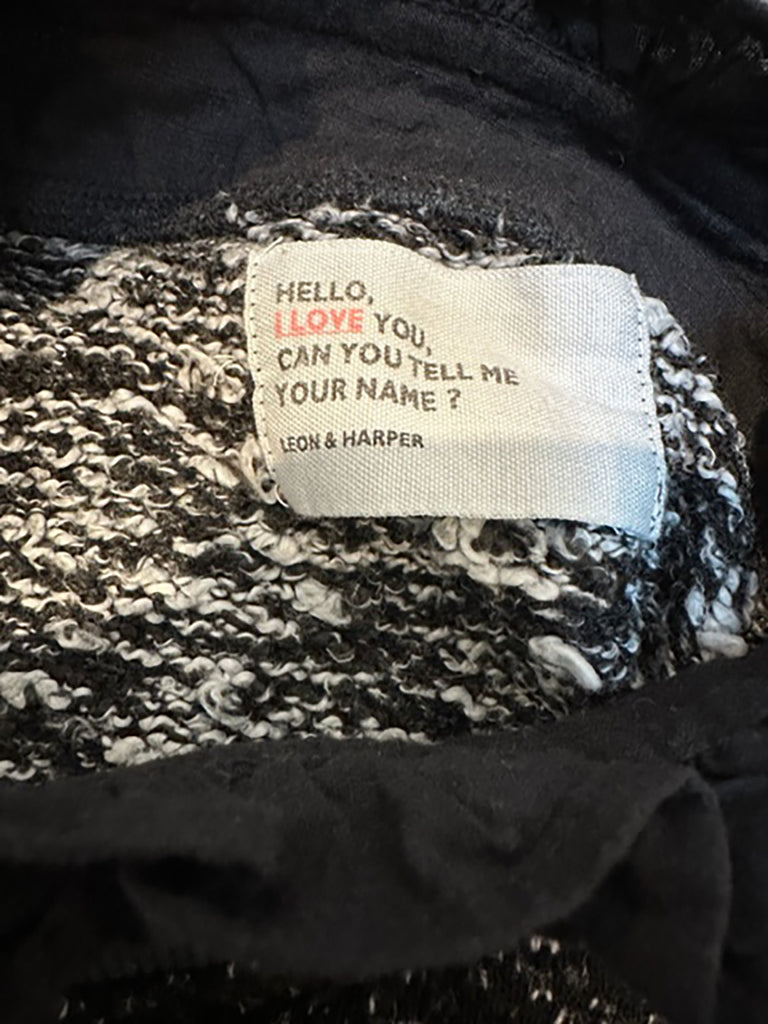 HELLO,
I LOVE YOU,
CAN YOU TELL ME
YOUR NAME ?
LEON & HARPER